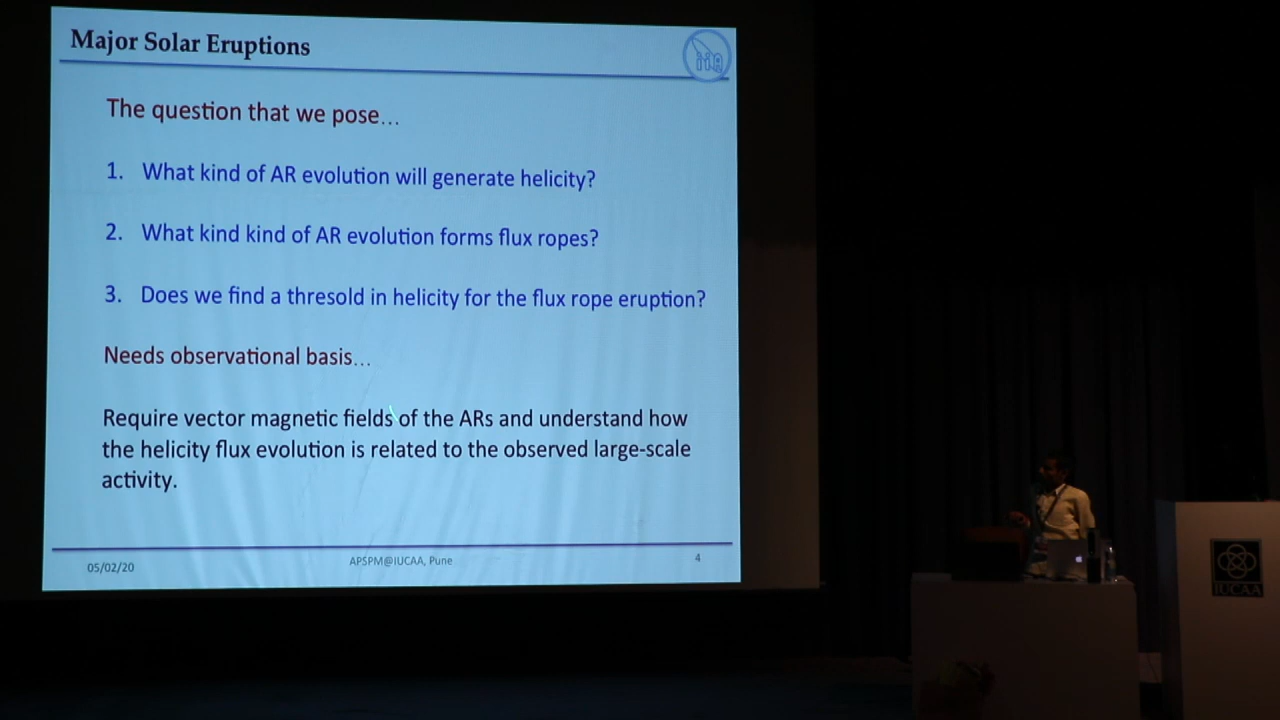 Major Solar Eruptions
The question that we pose...
1. What kind of AR evolution will generate helicity?
2. What kind kind of AR evolution forms flux ropes?
3. Does we find a thresold in helicity for the flux rope eruption?
Needs observational basis...
Require vector magnetic fields of the ARs and understand how
the helicity flux evolution is related to the observed large-scale
activity.
05/02/20
APSPM@IUCAA, Pune
4
IUCAA